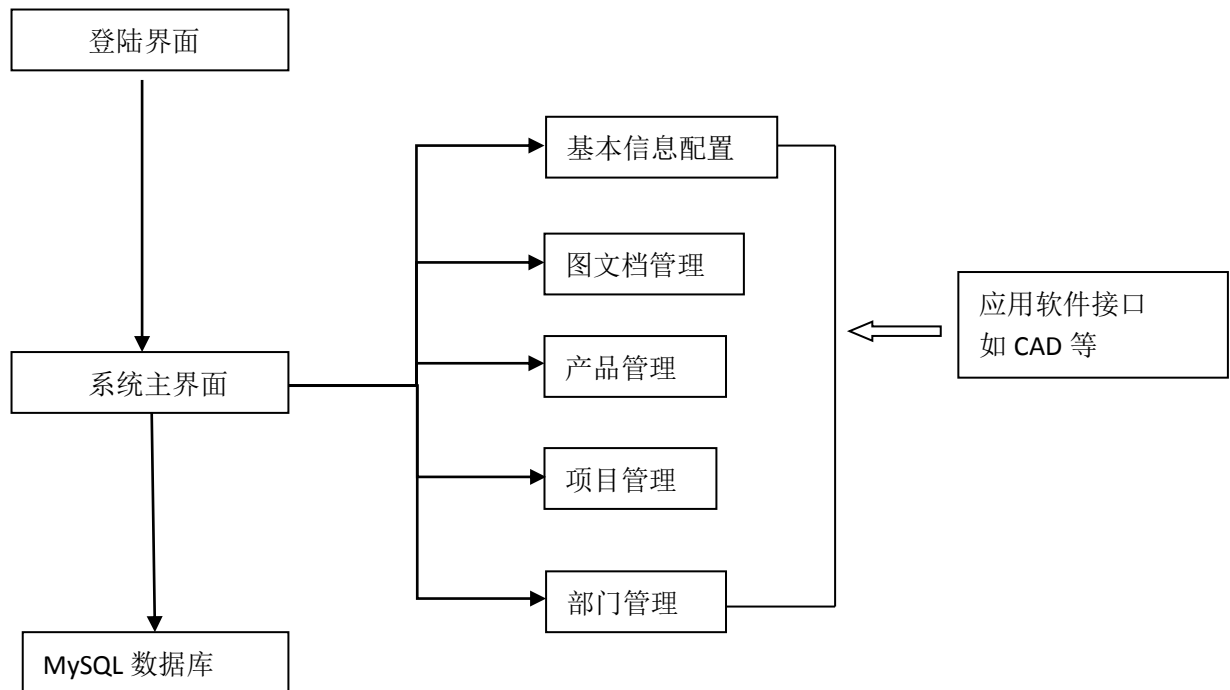 登陆界面
基本信息配置
图文档管理
应用软件接口
如 CAD 等
产品管理
系统主界面
项目管理
部门管理
MySQL 数据库